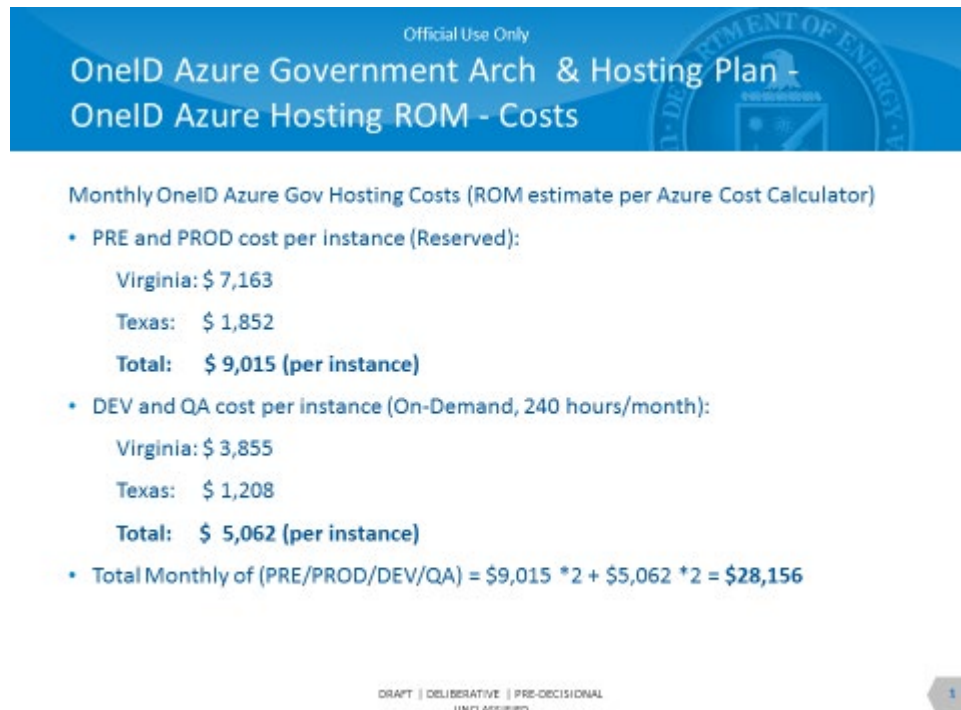 Official Use Only
OneID Azure Government Arch & Hosting Plan -
OneID Azure Hosting ROM - Costs
Monthly OneID Azure Gov Hosting Costs (ROM estimate per Azure Cost Calculator)
• PRE and PROD cost per instance (Reserved):
Virginia: $ 7,163
Texas: $ 1,852
Total: $ 9,015 (per instance)
• DEV and QA cost per instance (On-Demand, 240 hours/month):
Virginia: $ 3,855
Texas: $ 1,208
Total: $ 5,062 (per instance)
• Total Monthly of (PRE/PROD/DEV/QA) = $9,015 *2 + $5,062 *2 = $28,156
DRAFT | DELIBERATIVE | PRE-DECISIONAL
UNCLASSIFIED
1